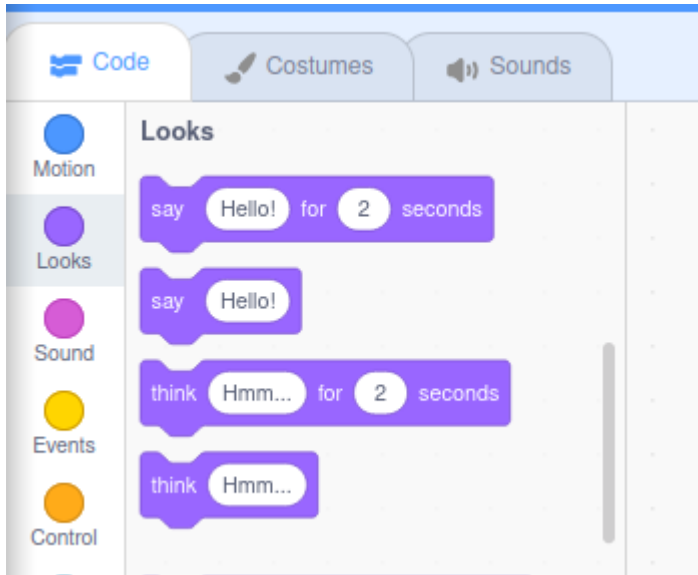 Code Costumes Sounds
Motion
Looks
Sound
Events
Control
Looks
say Hello! for 2 seconds
say Hello!
think Hmm... for 2 seconds
think Hmm...